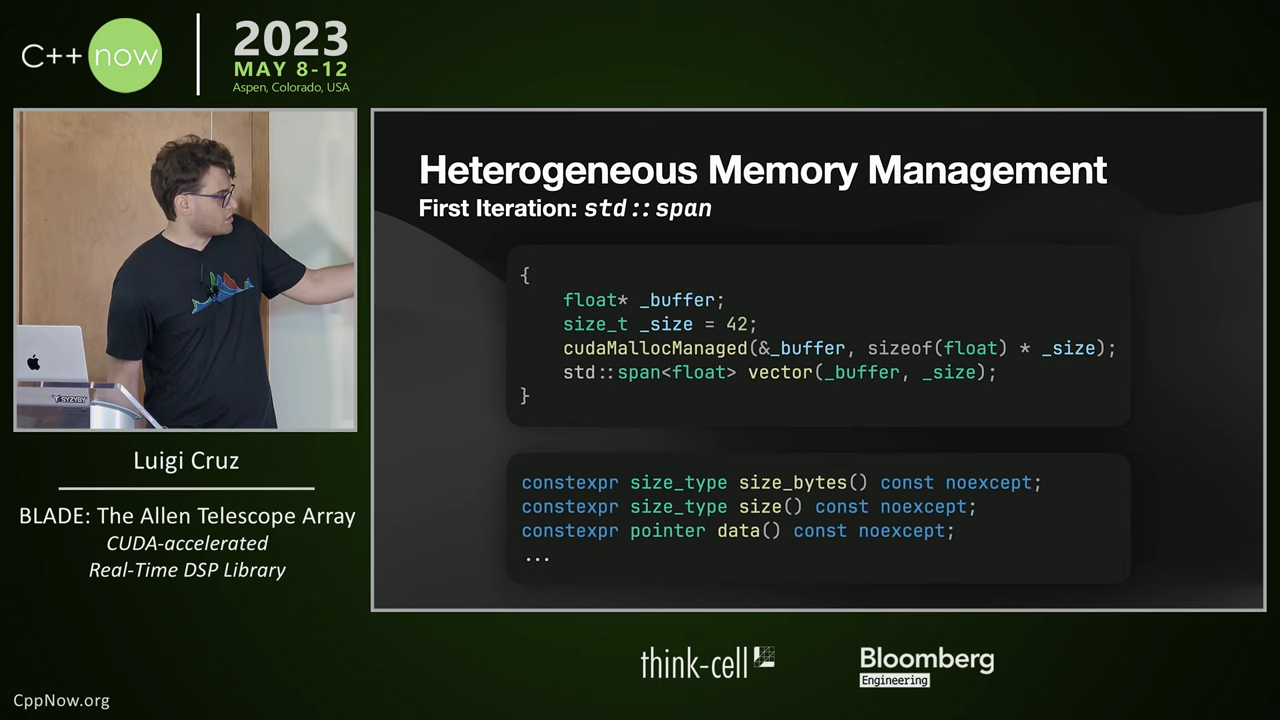 C++ now
2023
MAY 8-12
Aspen, Colorado, USA
SYZYGY
Luigi Cruz
BLADE: The Allen Telescope Array
CUDA-accelerated
Real-Time DSP Library
Heterogeneous Memory Management
First Iteration: std::span
{
    float* _buffer;
    size_t _size = 42;
    cudaMallocManaged(&_buffer, sizeof(float) * _size);
    std::span<float> vector(_buffer, _size);
}
constexpr size_type size_bytes() const noexcept;
constexpr size_type size() const noexcept;
constexpr pointer data() const noexcept;
...
think-cell
Bloomberg
Engineering
CppNow.org